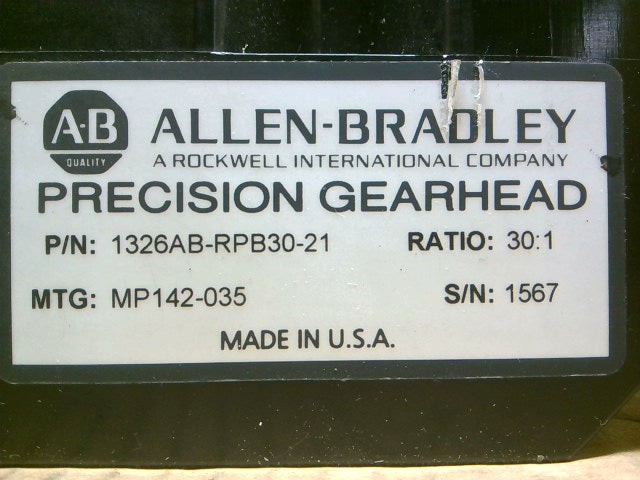 A·B
QUALITY
ALLEN-BRADLEY
A ROCKWELL INTERNATIONAL COMPANY
PRECISION GEARHEAD
P/N: 1326AB-RPB30-21 RATIO: 30:1
MTG: MP142-035 S/N: 1567
MADE IN U.S.A.